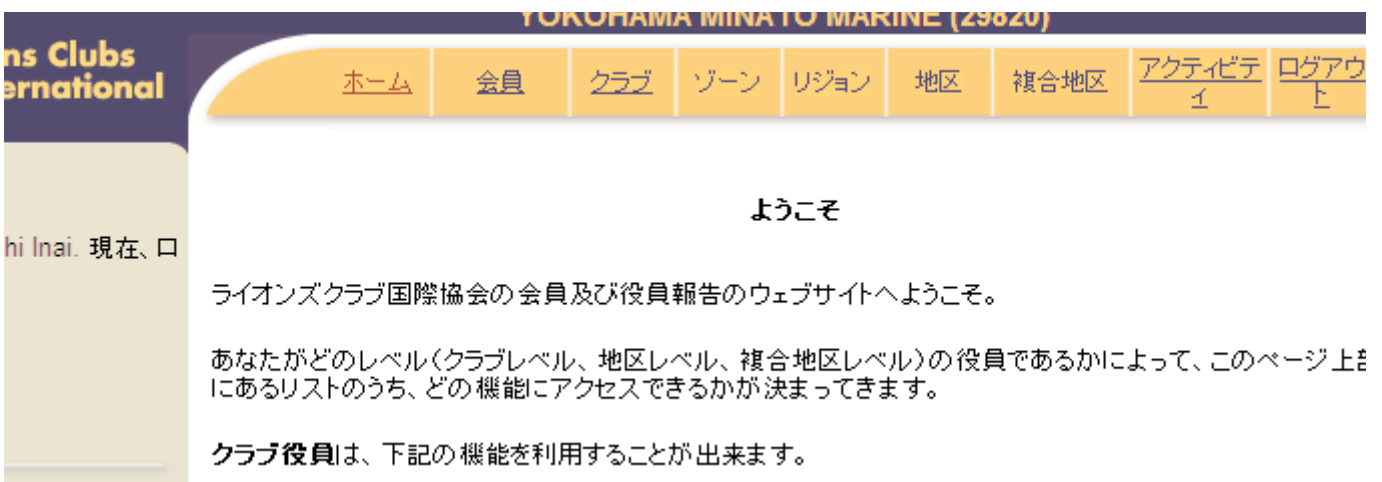 YOKOHAMA MINATO MARINE (29820)
ns Clubs
ernational
ホーム 会員 クラブ ゾーン リジョン 地区 複合地区 アクティビテ ログアウ
ィ ト
ようこそ
hi Inai. 現在、ロ
ライオンズクラブ国際協会の会員及び役員報告のウェブサイトへようこそ。
あなたがどのレベル(クラブレベル、地区レベル、複合地区レベル)の役員であるかによって、このページ上部
にあるリストのうち、どの機能にアクセスできるかが決まってきます。
クラブ役員は、下記の機能を利用することが出来ます。